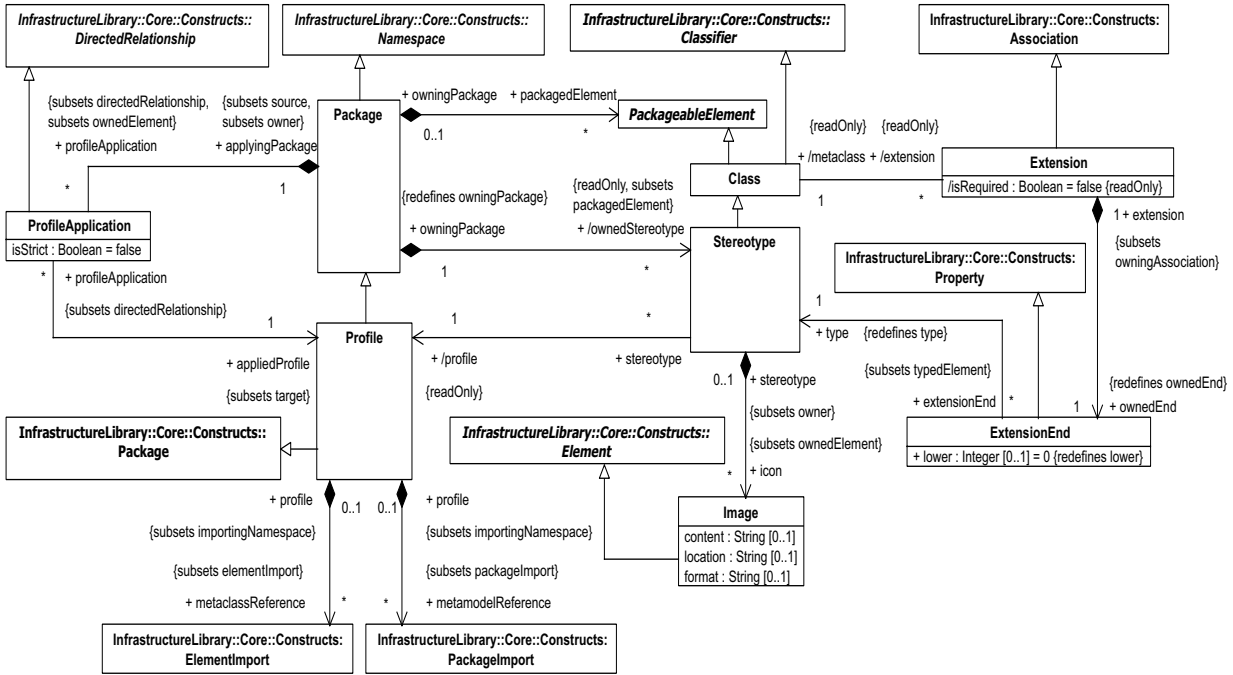 InfrastructureLibrary::Core::Constructs::
DirectedRelationship
InfrastructureLibrary::Core::Constructs::
Namespace
InfrastructureLibrary::Core::Constructs::
Classifier
InfrastructureLibrary::Core::Constructs:
Association
{subsets directedRelationship,
subsets ownedElement}
+ profileApplication
*
{subsets source,
subsets owner}
+ applyingPackage
1
Package
+ owningPackage
0..1
+ packagedElement
*
PackageableElement
{readOnly}
{readOnly}
+ /metaclass
+ /extension
1
*
Class
Extension
/isRequired : Boolean = false {readOnly}
ProfileApplication
isStrict : Boolean = false
{redefines owningPackage}
+ owningPackage
1
{readOnly, subsets
packagedElement}
+ /ownedStereotype
*
Stereotype
1 + extension
{subsets
owningAssociation}
InfrastructureLibrary::Core::Constructs:
Property
*
+ profileApplication
{subsets directedRelationship}
1
+ appliedProfile
{subsets target}
Profile
1
+ /profile
{readOnly}
*
+ stereotype
1
+ type
{redefines type}
{subsets typedElement}
+ extensionEnd
*
{redefines ownedEnd}
1
+ ownedEnd
0..1
+ stereotype
{subsets owner}
{subsets ownedElement}
+ icon
*
ExtensionEnd
+ lower : Integer [0..1] = 0 {redefines lower}
InfrastructureLibrary::Core::Constructs::
Package
InfrastructureLibrary::Core::Constructs::
Element
Image
content : String [0..1]
location : String [0..1]
format : String [0..1]
+ profile
0..1
{subsets importingNamespace}
{subsets elementImport}
+ metaclassReference
*
0..1
+ profile
{subsets importingNamespace}
{subsets packageImport}
*
+ metamodelReference
InfrastructureLibrary::Core::Constructs:
ElementImport
InfrastructureLibrary::Core::Constructs:
PackageImport